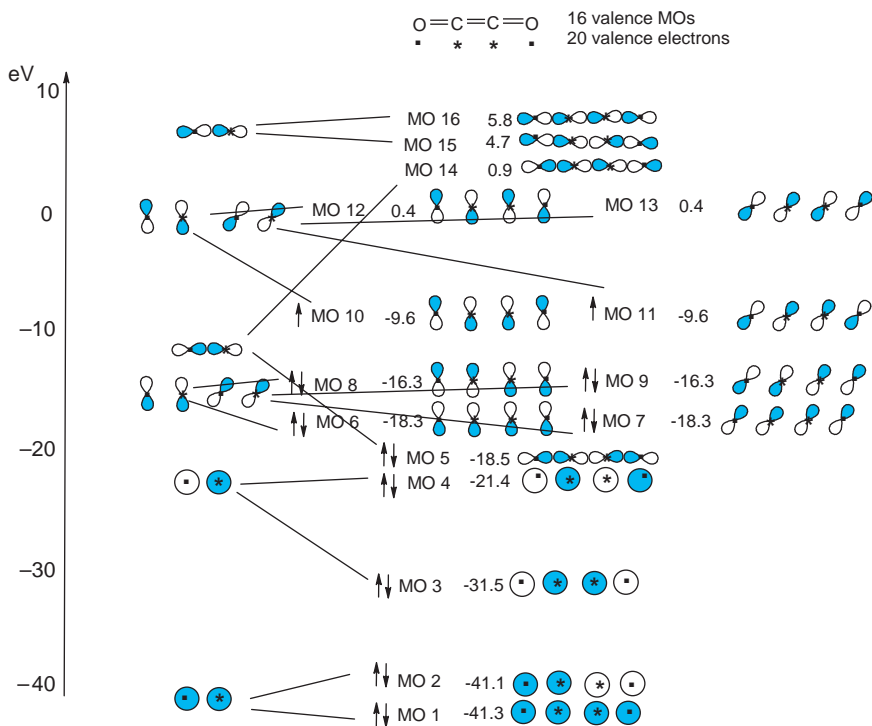 O=C=C=O 16 valence MOs
▪ * * ▪ 20 valence electrons
eV
10
MO 16 5.8
MO 15 4.7
MO 14 0.9
0 MO 12 0.4 MO 13 0.4
–10 MO 10 -9.6 MO 11 -9.6
MO 8 -16.3 MO 9 -16.3
MO 6 -18.3 MO 7 -18.3
–20 MO 5 -18.5
MO 4 -21.4
–30 MO 3 -31.5
–40 MO 2 -41.1
MO 1 -41.3